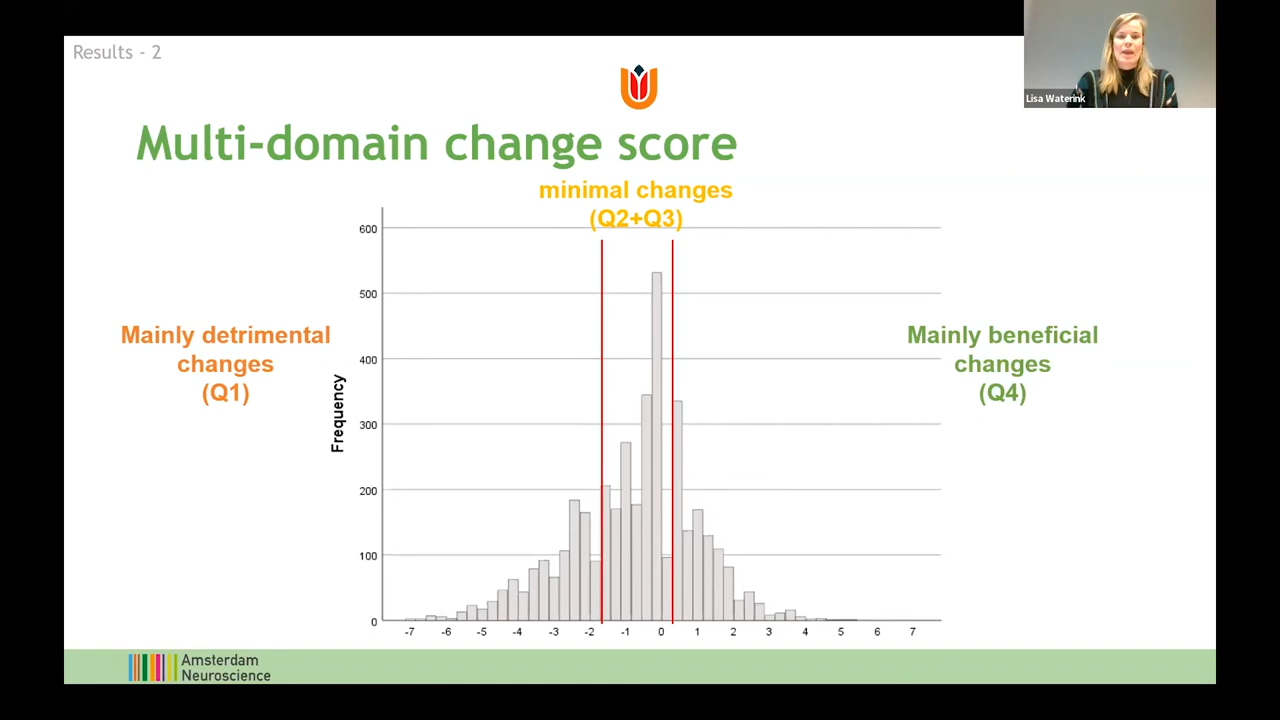 Results - 2
Lisa Waterink
Multi-domain change score
minimal changes
(Q2+Q3)
Mainly detrimental
changes
(Q1)
Mainly beneficial
changes
(Q4)
Frequency
600
500
400
300
200
100
0
-7 -6 -5 -4 -3 -2 -1 0 1 2 3 4 5 6 7
Amsterdam
Neuroscience